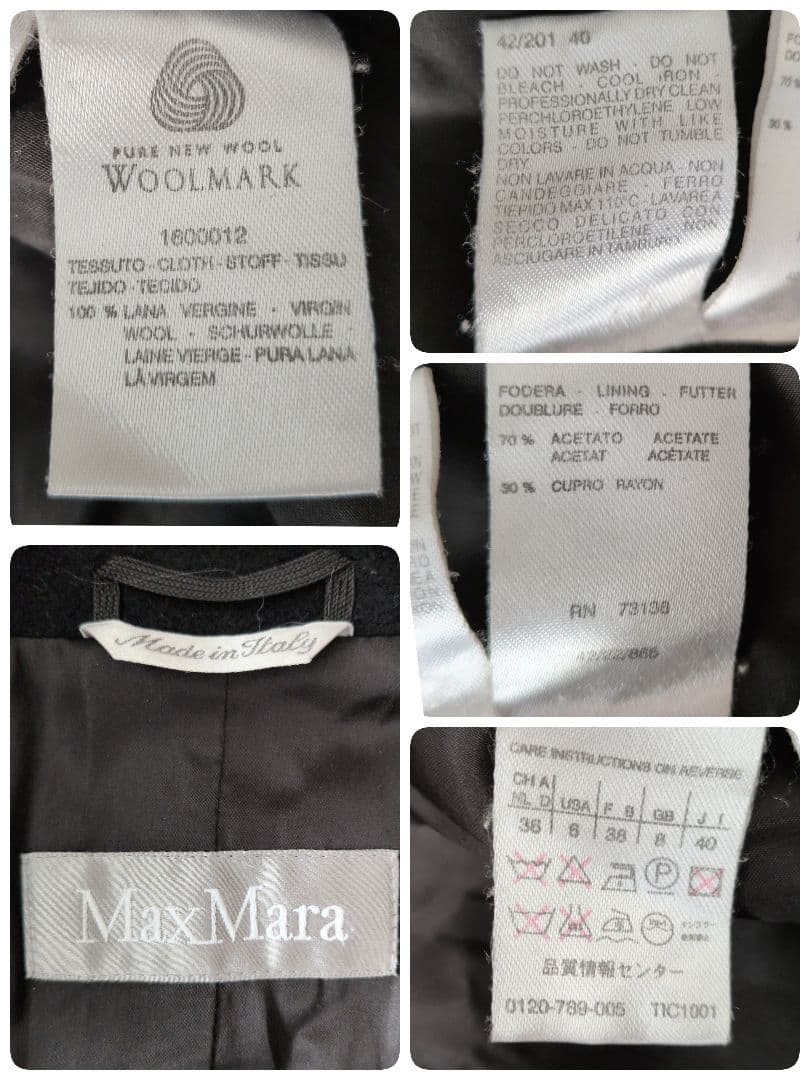 PURE NEW WOOL
WOOLMARK
1600012
TESSUTO - CLOTH - STOFF - TISSU
TEJIDO - TECIDO
100 % LANA VERGINE - VIRGIN
WOOL - SCHURWOLLE -
LAINE VIERGE - PURA LANA
LÃ VIRGEM
42/201 40
DO NOT WASH - DO NOT
BLEACH - COOL IRON -
PROFESSIONALLY DRY CLEAN
PERCHLOROETHYLENE LOW
MOISTURE WITH LIKE
COLORS - DO NOT TUMBLE
DRY
NON LAVARE IN ACQUA - NON
CANDEGGIARE - FERRO
TIEPIDO MAX 110°C - LAVARE A
SECCO DELICATO CON
PERCLOROETILENE - NON
ASCIUGARE IN TAMBURO
70%
30%
FODERA - LINING - FUTTER
DOUBLURE - FORRO
70 % ACETATO ACETATE
ACETAT ACÉTATE
30 % CUPRO RAYON
RN 73136
Made in Italy
MaxMara
CARE INSTRUCTIONS ON REVERSE
CH A
NL D USA F B GB J I
36 6 38 8 40
P
品質情報センター
0120-789-005 TIC1001